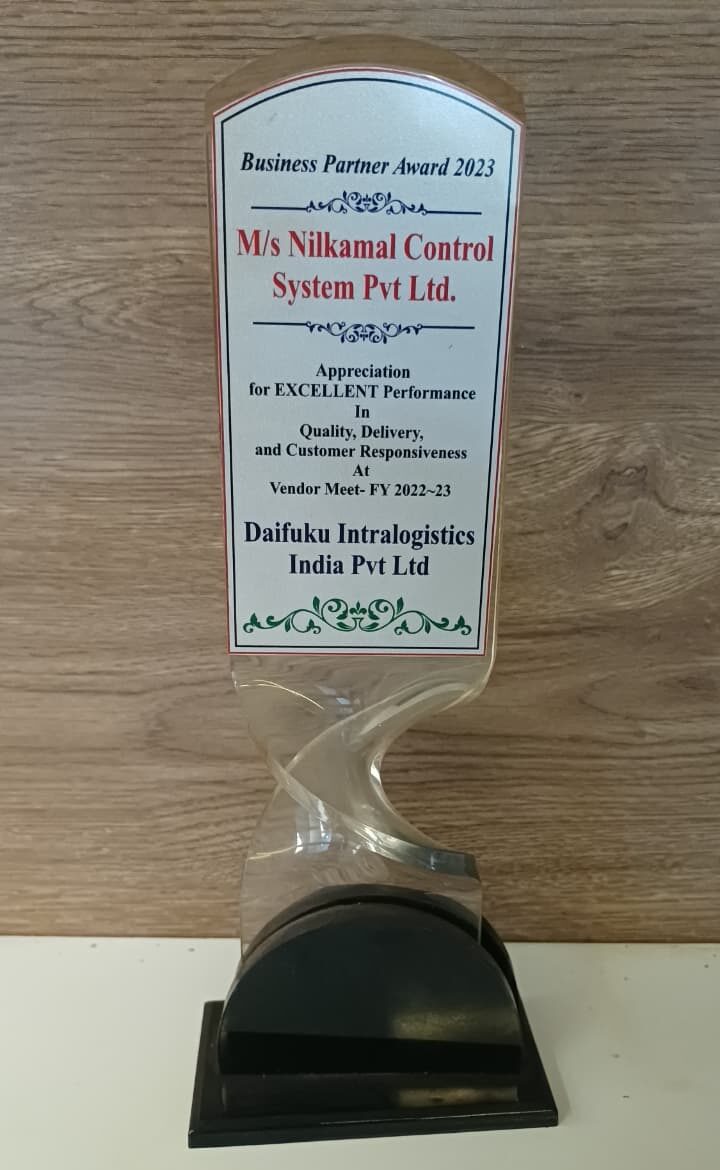 Business Partner Award 2023
M/s Nilkamal Control
System Pvt Ltd.
Appreciation
for EXCELLENT Performance
In
Quality, Delivery,
and Customer Responsiveness
At
Vendor Meet- FY 2022~23
Daifuku Intralogistics
India Pvt Ltd